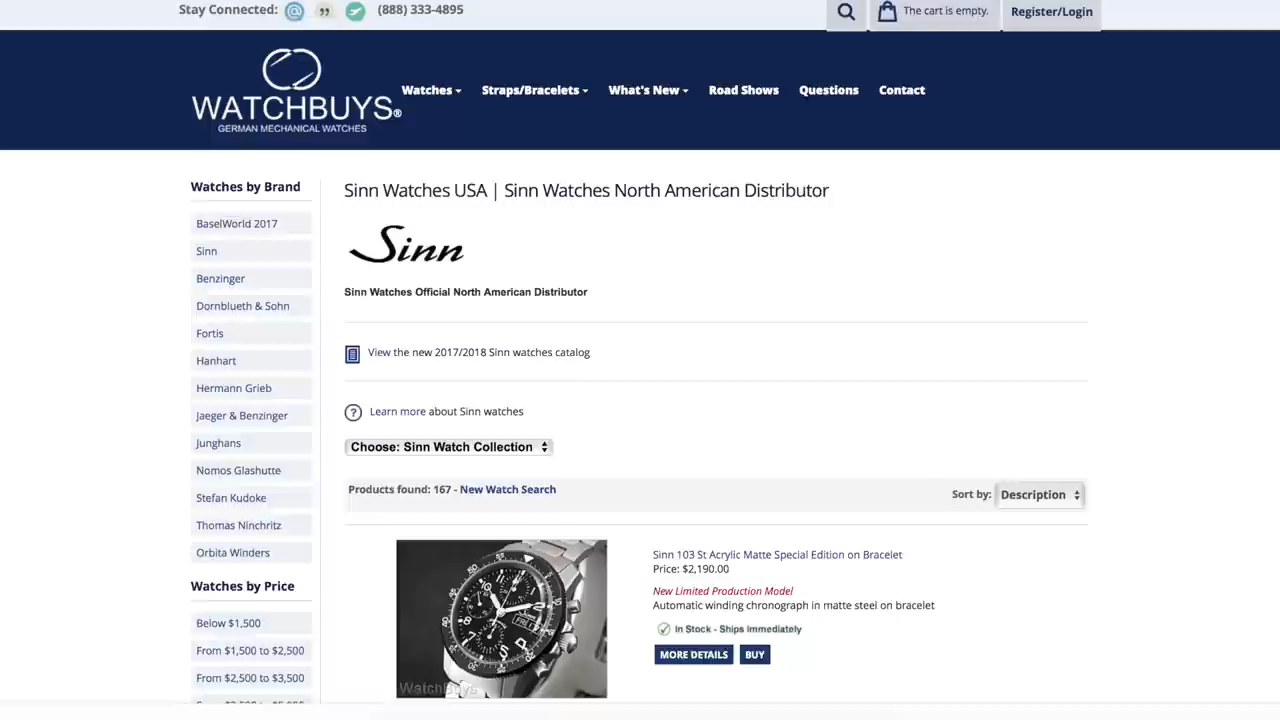 Stay Connected:
(888) 333-4895
The cart is empty.
Register/Login
WATCHBUYS®
GERMAN MECHANICAL WATCHES
Watches
Straps/Bracelets
What's New
Road Shows
Questions
Contact
Watches by Brand
BaselWorld 2017
Sinn
Benzinger
Dornblueth & Sohn
Fortis
Hanhart
Hermann Grieb
Jaeger & Benzinger
Junghans
Nomos Glashutte
Stefan Kudoke
Thomas Ninchritz
Orbita Winders
Watches by Price
Below $1,500
From $1,500 to $2,500
From $2,500 to $3,500
Sinn Watches USA | Sinn Watches North American Distributor
Sinn
Sinn Watches Official North American Distributor
View the new 2017/2018 Sinn watches catalog
Learn more about Sinn watches
Choose: Sinn Watch Collection
Products found: 167 - New Watch Search
Sort by: Description
WatchBuys
Sinn 103 St Acrylic Matte Special Edition on Bracelet
Price: $2,190.00
New Limited Production Model
Automatic winding chronograph in matte steel on bracelet
In Stock - Ships Immediately
MORE DETAILS
BUY